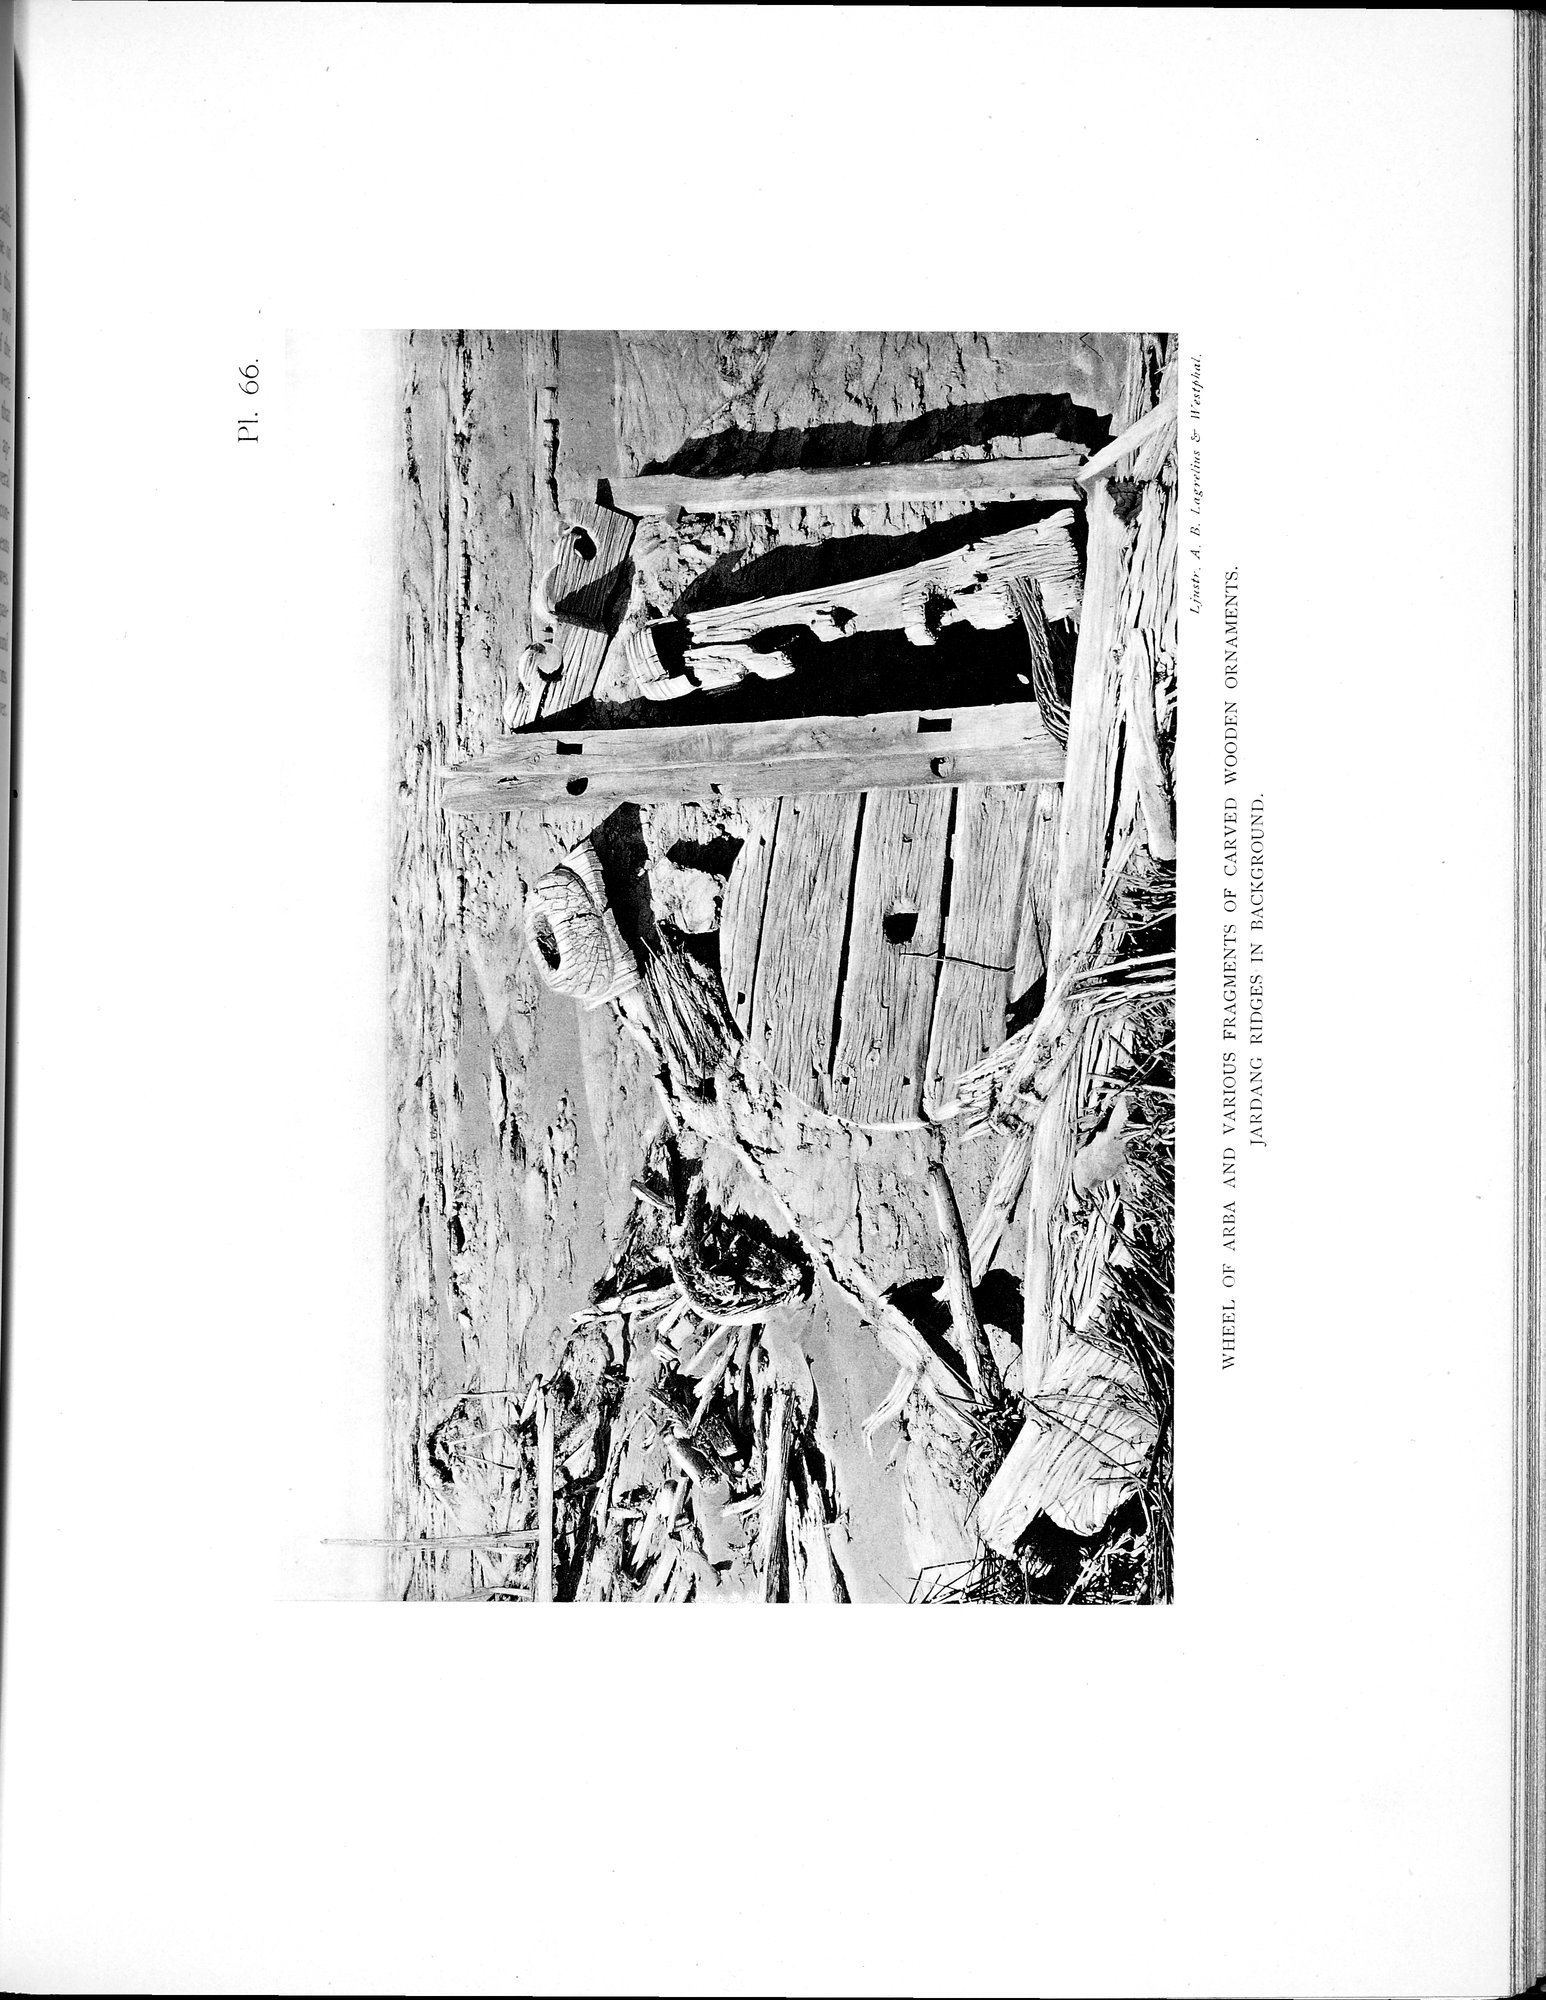 Pl. 66.
Ljustr. A. B. Lagrelius & Westphal.
WHEEL OF ARBA AND VARIOUS FRAGMENTS OF CARVED WOODEN ORNAMENTS.
JARDANG RIDGES IN BACKGROUND.